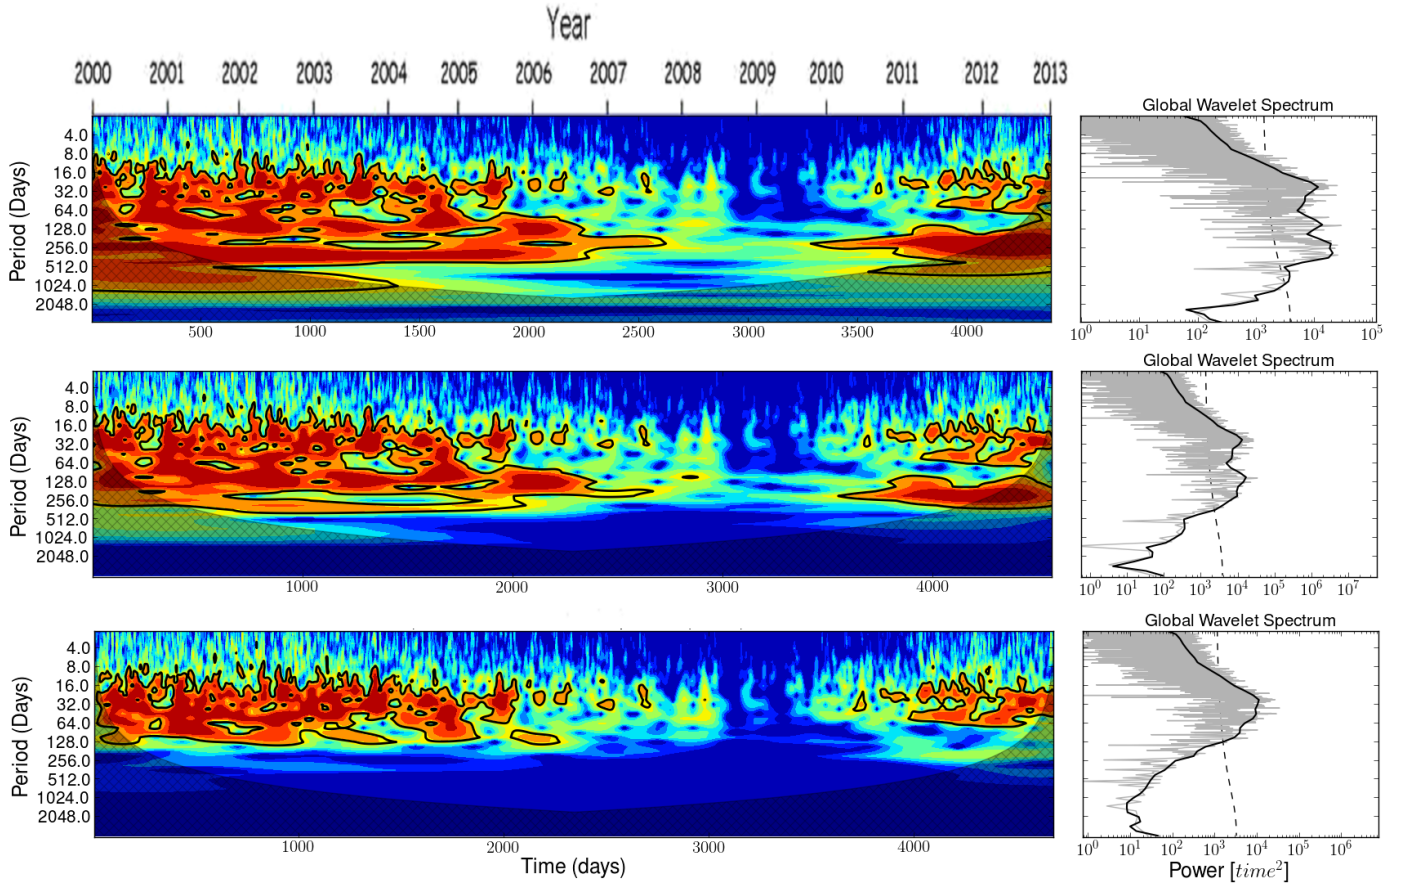 Year
2000 2001 2002 2003 2004 2005 2006 2007 2008 2009 2010 2011 2012 2013
Global Wavelet Spectrum
Period (Days)
4.0
8.0
16.0
32.0
64.0
128.0
256.0
512.0
1024.0
2048.0
500 1000 1500 2000 2500 3000 3500 4000
10^0 10^1 10^2 10^3 10^4 10^5
Global Wavelet Spectrum
Period (Days)
4.0
8.0
16.0
32.0
64.0
128.0
256.0
512.0
1024.0
2048.0
1000 2000 3000 4000
10^0 10^1 10^2 10^3 10^4 10^5 10^6 10^7
Global Wavelet Spectrum
Period (Days)
4.0
8.0
16.0
32.0
64.0
128.0
256.0
512.0
1024.0
2048.0
1000 2000 3000 4000
Time (days)
10^0 10^1 10^2 10^3 10^4 10^5 10^6
Power [time^2]